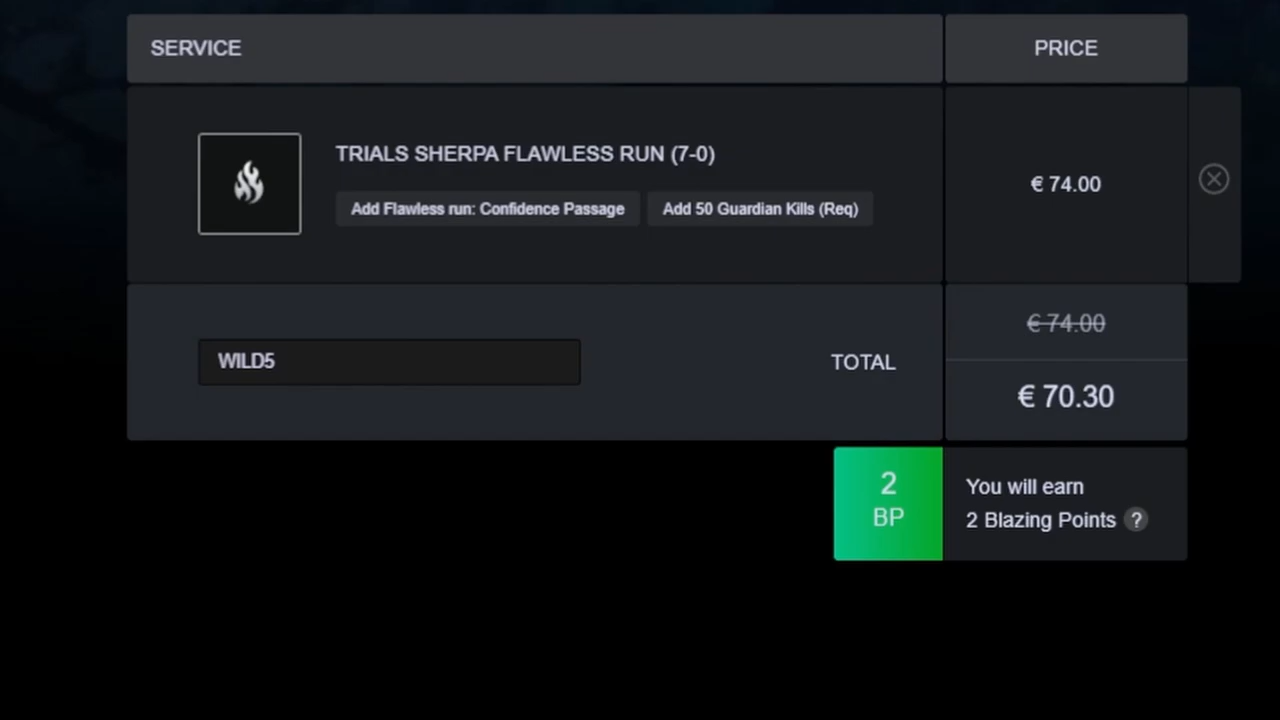 SERVICE
PRICE
TRIALS SHERPA FLAWLESS RUN (7-0)
Add Flawless run: Confidence Passage
Add 50 Guardian Kills (Req)
€ 74.00
WILD5
TOTAL
€ 74.00
€ 70.30
2
BP
You will earn
2 Blazing Points ?